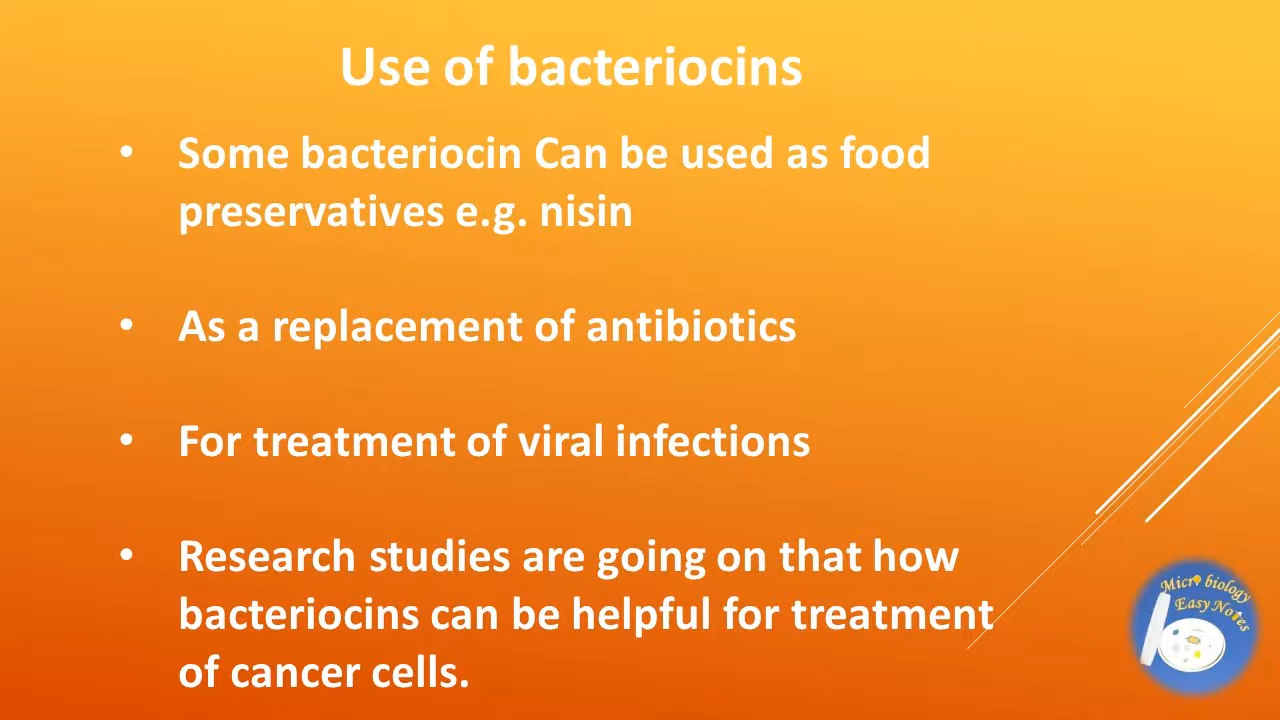 Use of bacteriocins
• Some bacteriocin Can be used as food
preservatives e.g. nisin
• As a replacement of antibiotics
• For treatment of viral infections
• Research studies are going on that how
bacteriocins can be helpful for treatment
of cancer cells.
Microbiology
Easy Notes